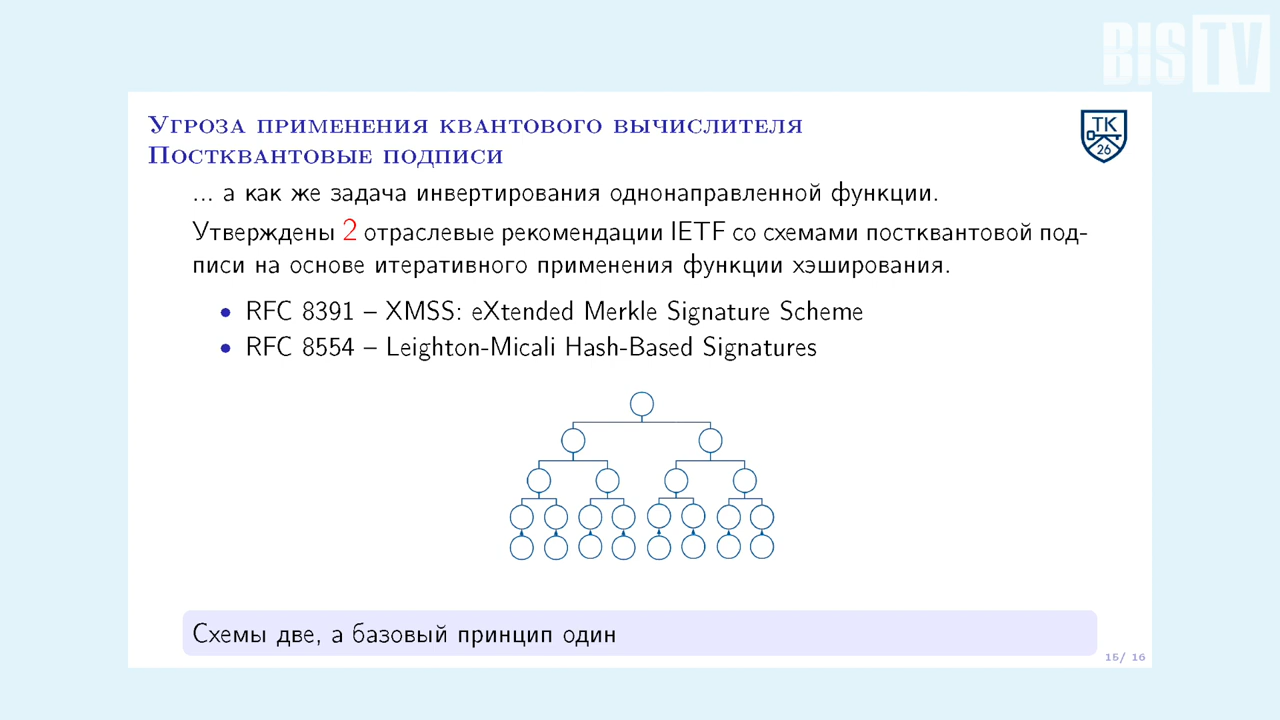 BIS TV
Угроза применения квантового вычислителя
Постквантовые подписи
ТК
26
... а как же задача инвертирования однонаправленной функции.
Утверждены 2 отраслевые рекомендации IETF со схемами постквантовой под-
писи на основе итеративного применения функции хэширования.
• RFC 8391 – XMSS: eXtended Merkle Signature Scheme
• RFC 8554 – Leighton-Micali Hash-Based Signatures
Схемы две, а базовый принцип один
15/ 16